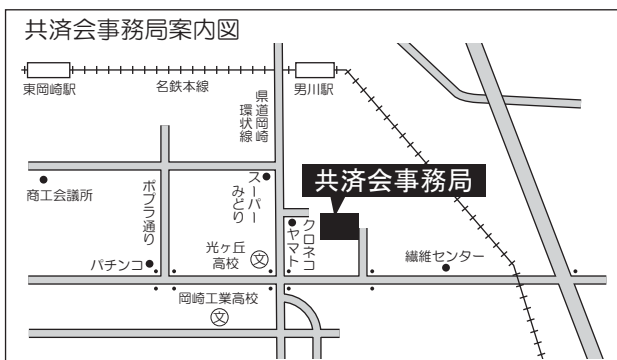 共済会事務局案内図
東岡崎駅
名鉄本線
男川駅
県道岡崎
環状線
商工会議所
ポプラ通り
スーパー
みどり
共済会事務局
クロネコ
ヤマト
パチンコ
光ヶ丘
高校
文
繊維センター
岡崎工業高校
文